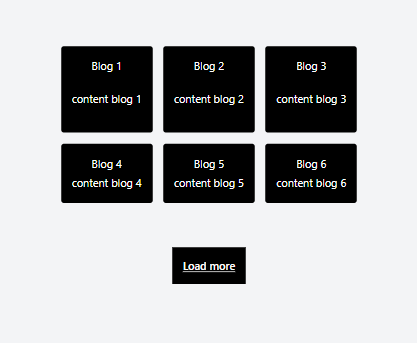 Blog 1
Blog 2
Blog 3
content blog 1
content blog 2
content blog 3
Blog 4
Blog 5
Blog 6
content blog 4
content blog 5
content blog 6
Load more